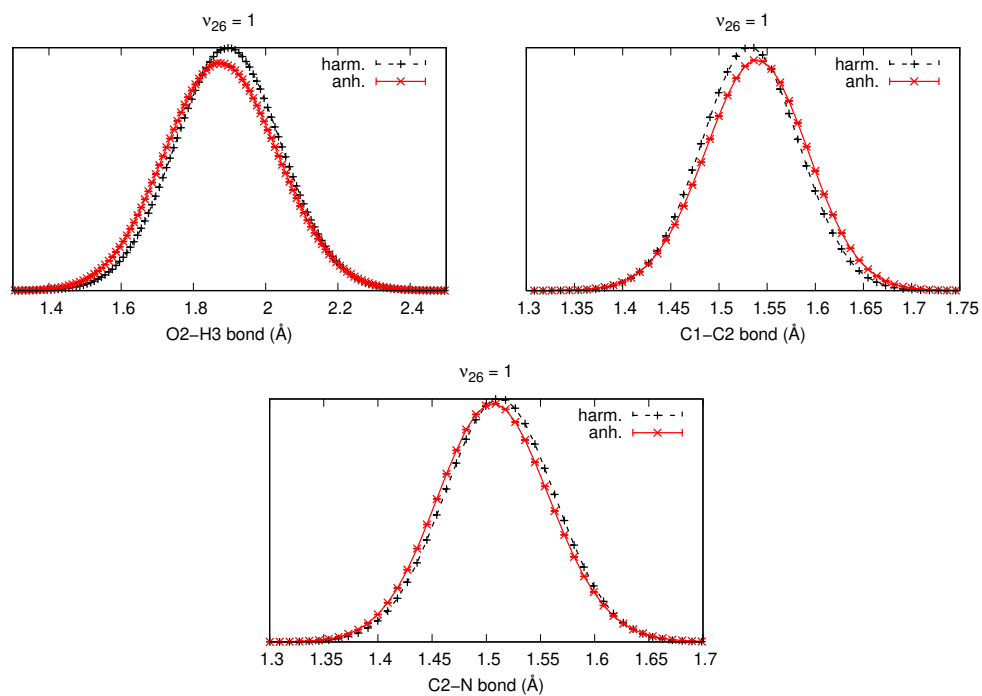 ν26 = 1
harm.
anh.
1.4 1.6 1.8 2 2.2 2.4
O2−H3 bond (Å)
ν26 = 1
harm.
anh.
1.3 1.35 1.4 1.45 1.5 1.55 1.6 1.65 1.7 1.75
C1−C2 bond (Å)
ν26 = 1
harm.
anh.
1.3 1.35 1.4 1.45 1.5 1.55 1.6 1.65 1.7
C2−N bond (Å)